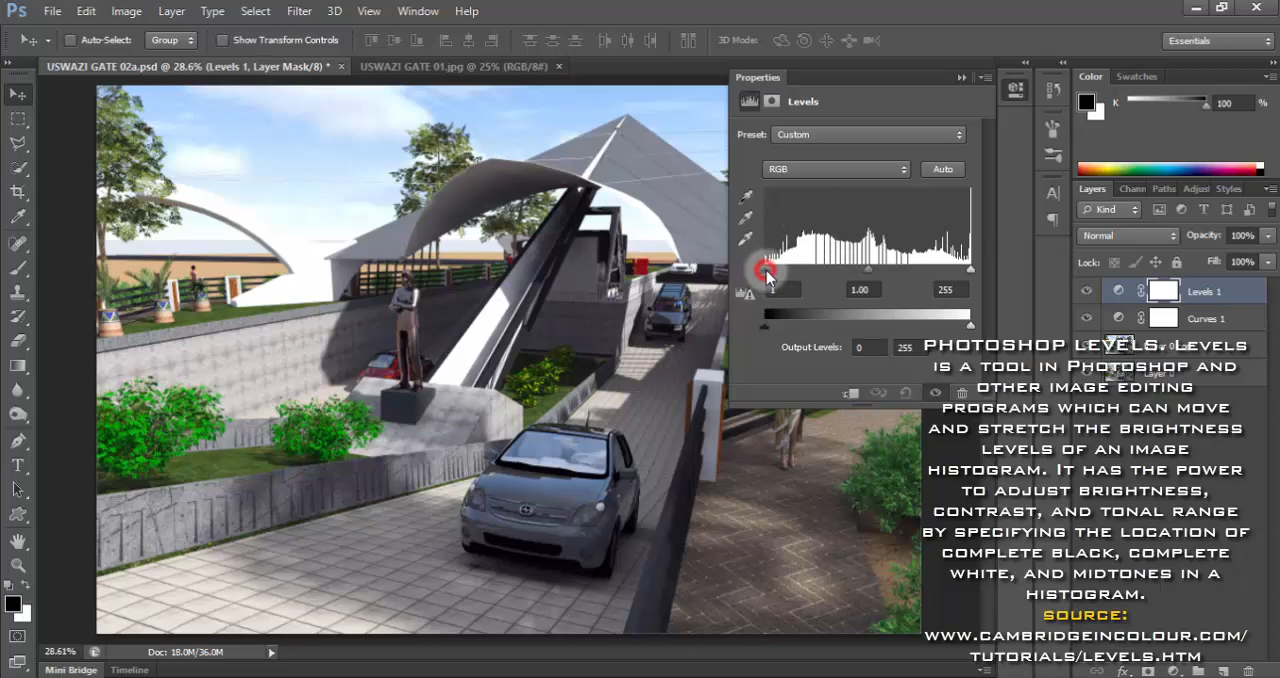 Ps File Edit Image Layer Type Select Filter 3D View Window Help
Auto-Select: Group Show Transform Controls 3D Mode: Essentials
USWAZI GATE 02a.psd @ 28.6% (Levels 1, Layer Mask/8) * × USWAZI GATE 01.jpg @ 25% (RGB/8#) ×
Properties
Levels
Preset: Custom
RGB Auto
1 1.00 255
Output Levels: 0 255
Color Swatches
K 100 %
Layers Chann Paths Adjust Styles
Kind
Normal Opacity: 100%
Lock: Fill: 100%
Levels 1
Curves 1
PHOTOSHOP LEVELS. LEVELS
IS A TOOL IN PHOTOSHOP AND
OTHER IMAGE EDITING
PROGRAMS WHICH CAN MOVE
AND STRETCH THE BRIGHTNESS
LEVELS OF AN IMAGE
HISTOGRAM. IT HAS THE POWER
TO ADJUST BRIGHTNESS,
CONTRAST, AND TONAL RANGE
BY SPECIFYING THE LOCATION OF
COMPLETE BLACK, COMPLETE
WHITE, AND MIDTONES IN A
HISTOGRAM.
SOURCE:
WWW.CAMBRIDGEINCOLOUR.COM/
TUTORIALS/LEVELS.HTM
28.61% Doc: 18.0M/36.0M
Mini Bridge Timeline